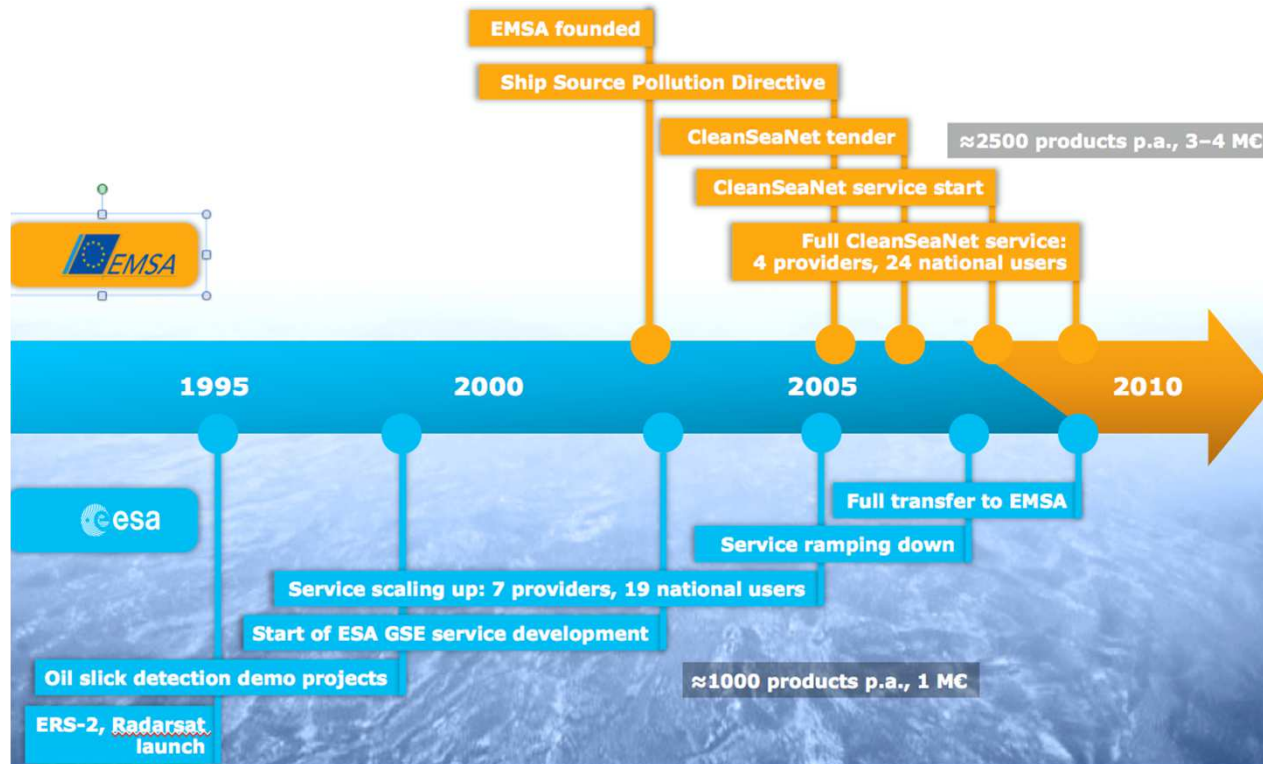 EMSA founded
Ship Source Pollution Directive
CleanSeaNet tender
≈2500 products p.a., 3–4 M€
CleanSeaNet service start
Full CleanSeaNet service:
4 providers, 24 national users
EMSA
1995
2000
2005
2010
esa
Full transfer to EMSA
Service ramping down
Service scaling up: 7 providers, 19 national users
Start of ESA GSE service development
Oil slick detection demo projects
≈1000 products p.a., 1 M€
ERS-2, Radarsat
launch